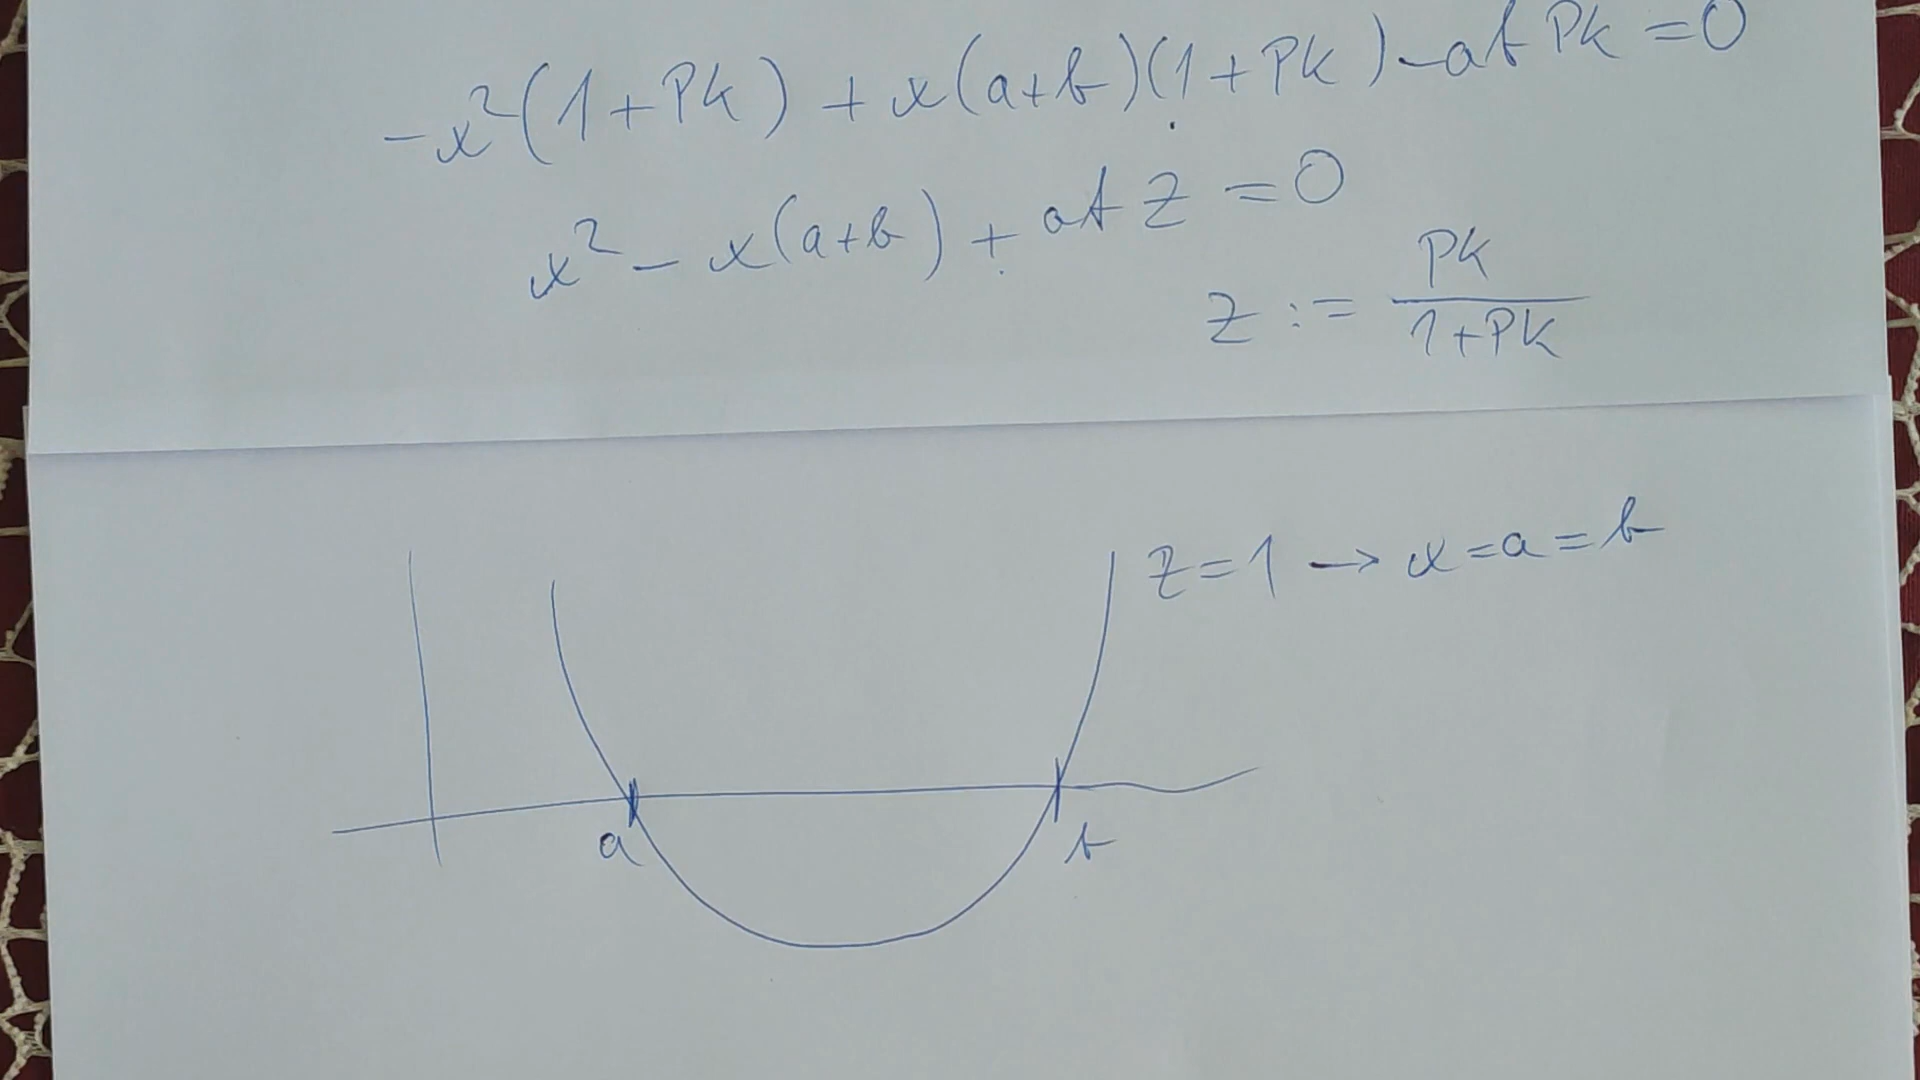 -x²(1+PK) + x(a+b)(1+PK) - ab PK = 0
x² - x(a+b) + ab z = 0
z := PK / 1+PK
z = 1 → x = a = b
a b